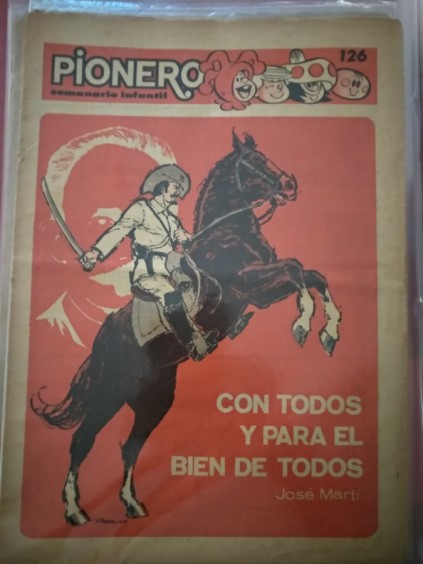 PIONERO
semanario infantil
126
CON TODOS
Y PARA EL
BIEN DE TODOS
José Martí